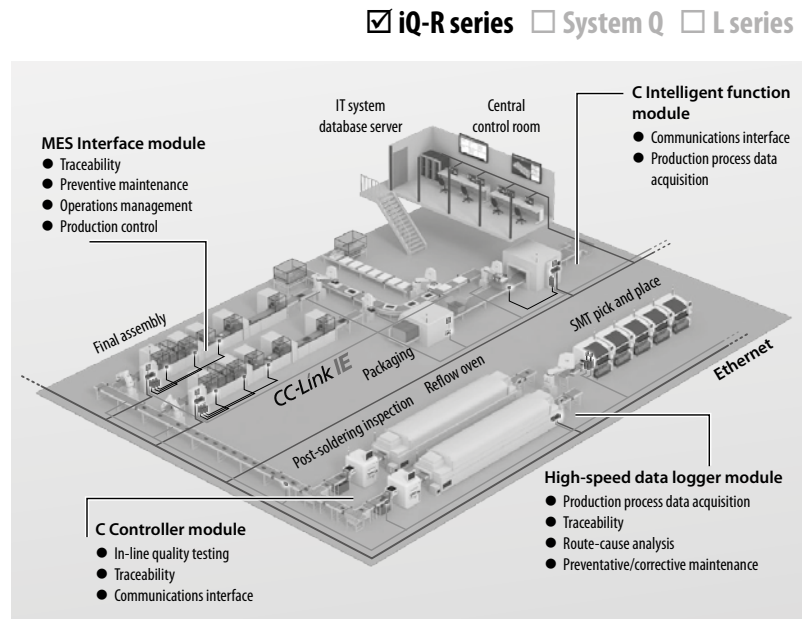 ☑ iQ-R series ☐ System Q ☐ L series
IT system
database server
Central
control room
C Intelligent function
module
● Communications interface
● Production process data
acquisition
MES Interface module
● Traceability
● Preventive maintenance
● Operations management
● Production control
Final assembly
CC-Link IE
Packaging
SMT pick and place
Ethernet
Reflow oven
Post-soldering inspection
High-speed data logger module
● Production process data acquisition
● Traceability
● Route-cause analysis
● Preventative/corrective maintenance
C Controller module
● In-line quality testing
● Traceability
● Communications interface